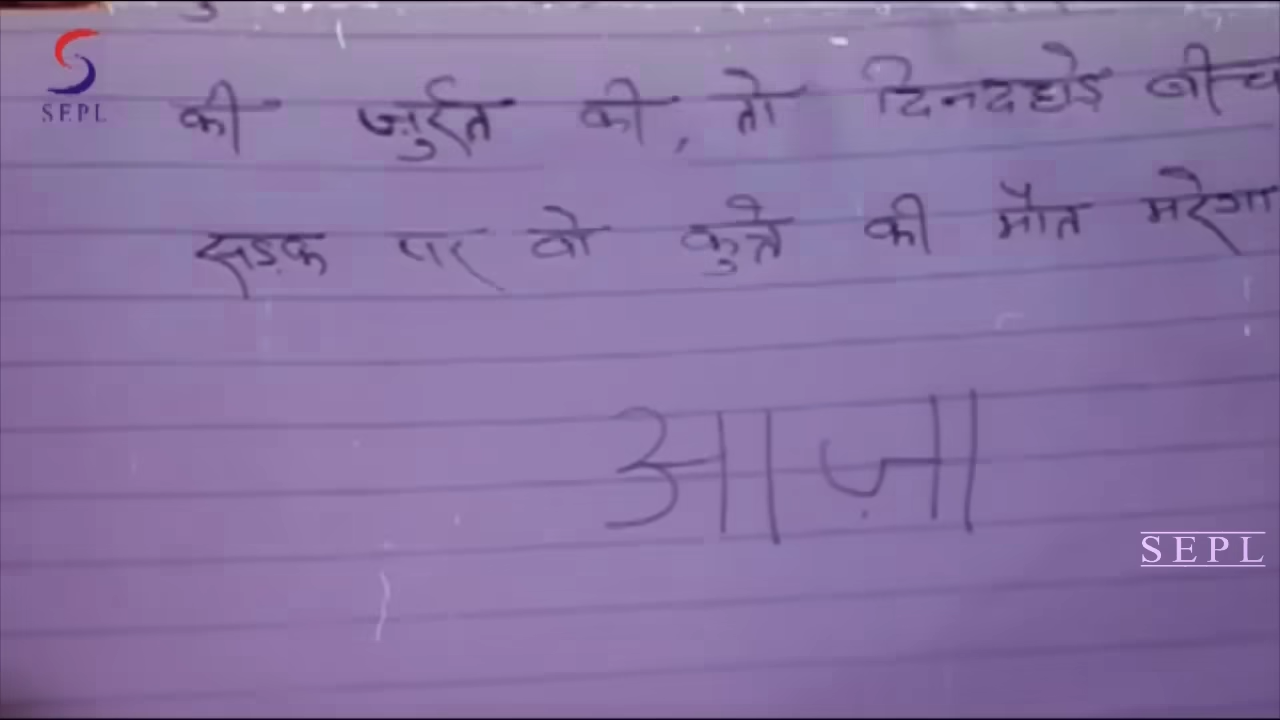 SEPL
की ज़ुर्रत की, तो दिनदहाड़े बीच
सड़क पर वो कुत्ते की मौत मरेगा
आज़ा
SEPL